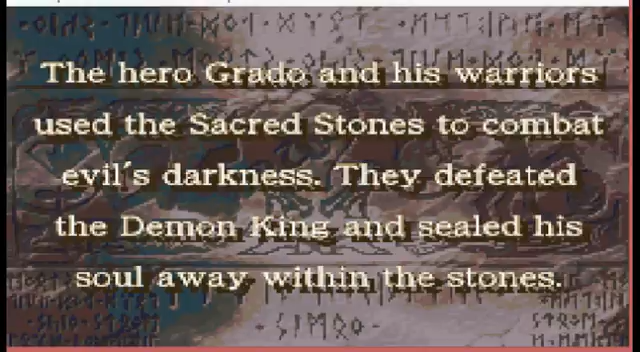 The hero Grado and his warriors
used the Sacred Stones to combat
evil's darkness. They defeated
the Demon King and sealed his
soul away within the stones.